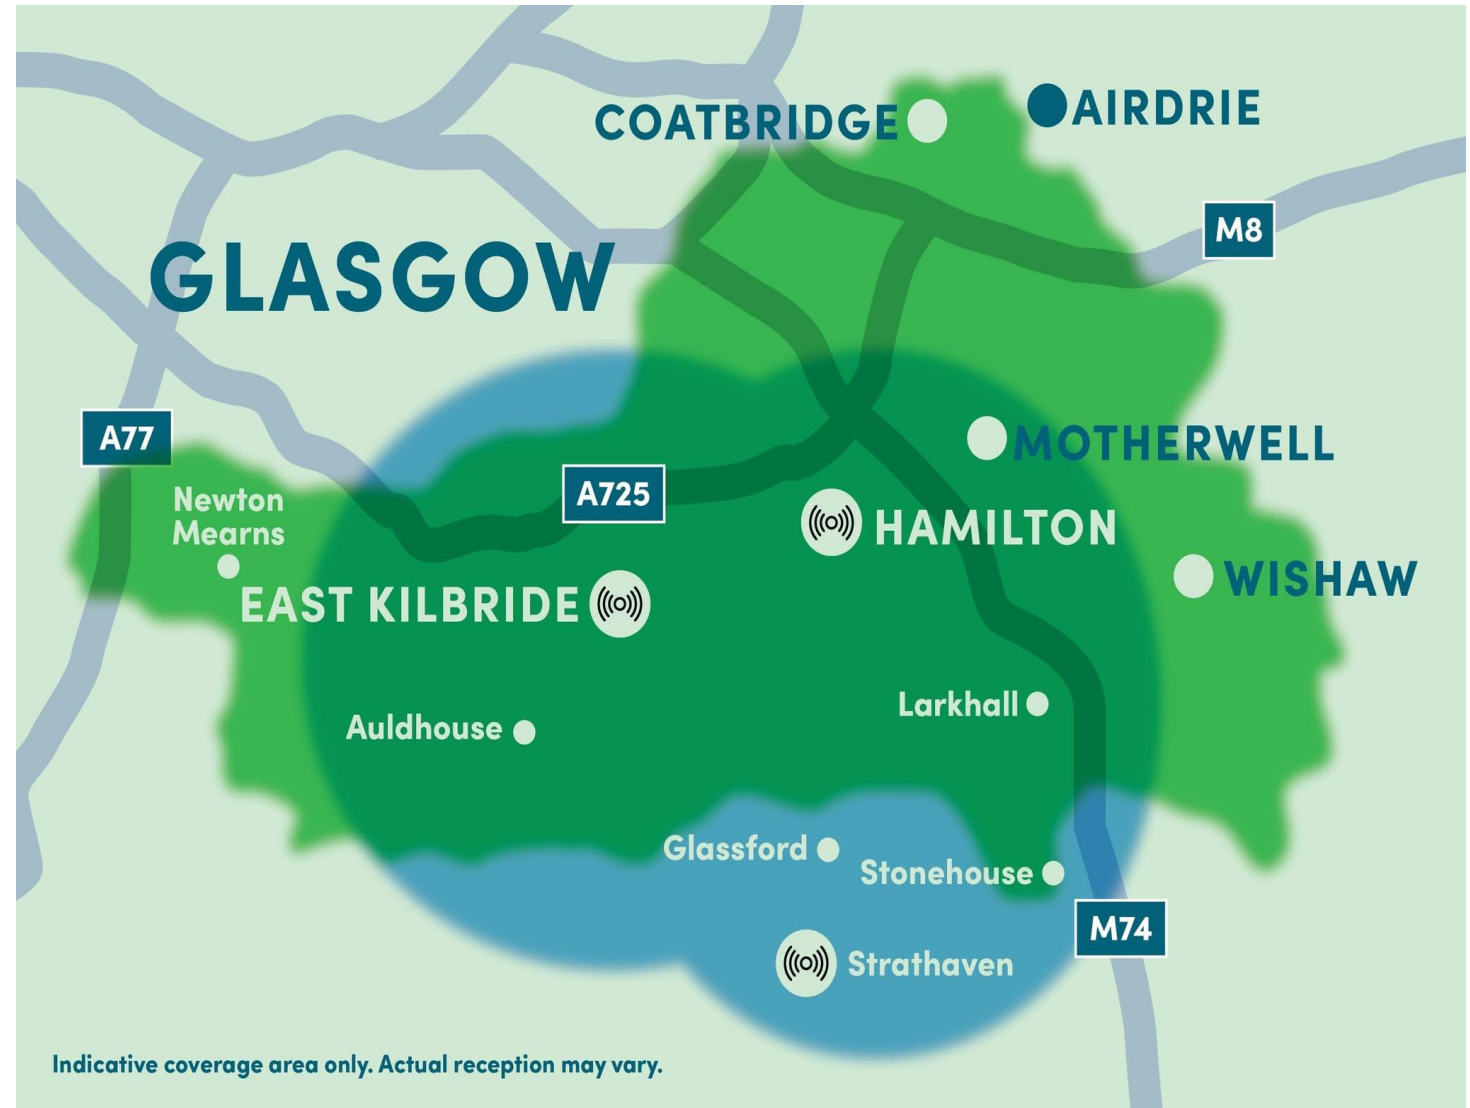 COATBRIDGE
AIRDRIE
M8
GLASGOW
A77
MOTHERWELL
A725
Newton
Mearns
HAMILTON
WISHAW
EAST KILBRIDE
Larkhall
Auldhouse
Glassford
Stonehouse
M74
Strathaven
Indicative coverage area only. Actual reception may vary.